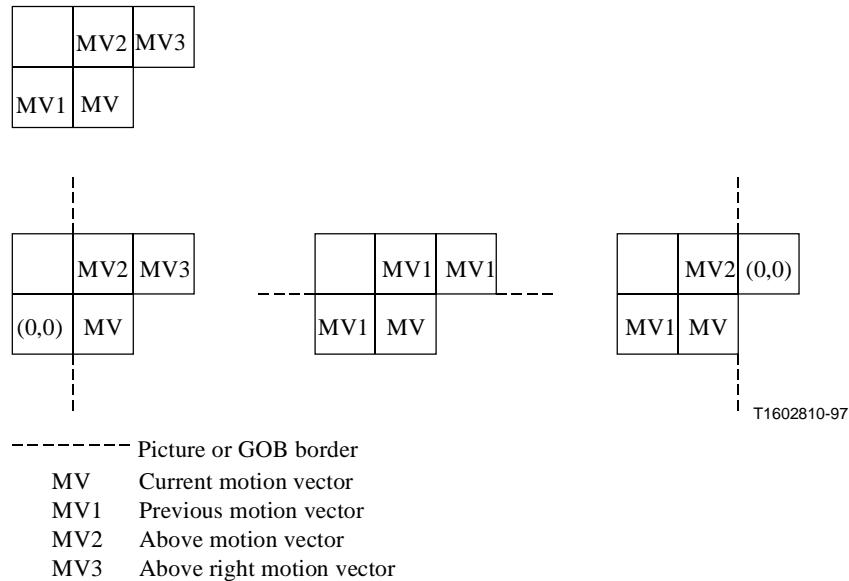 MV2 MV3
MV1 MV
MV2 MV3 MV1 MV1 MV2 (0,0)
(0,0) MV MV1 MV MV1 MV
T1602810-97
Picture or GOB border
MV Current motion vector
MV1 Previous motion vector
MV2 Above motion vector
MV3 Above right motion vector